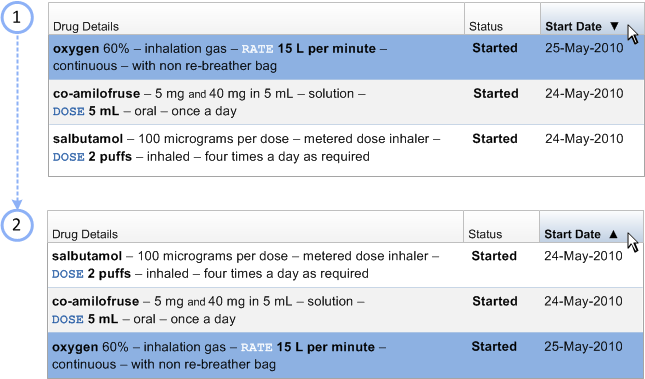 1
Drug Details Status Start Date ▼
oxygen 60% – inhalation gas – RATE 15 L per minute – Started 25-May-2010
continuous – with non re-breather bag
co-amilofruse – 5 mg and 40 mg in 5 mL – solution – Started 24-May-2010
DOSE 5 mL – oral – once a day
salbutamol – 100 micrograms per dose – metered dose inhaler – Started 24-May-2010
DOSE 2 puffs – inhaled – four times a day as required
2
Drug Details Status Start Date ▲
salbutamol – 100 micrograms per dose – metered dose inhaler – Started 24-May-2010
DOSE 2 puffs – inhaled – four times a day as required
co-amilofruse – 5 mg and 40 mg in 5 mL – solution – Started 24-May-2010
DOSE 5 mL – oral – once a day
oxygen 60% – inhalation gas – RATE 15 L per minute – Started 25-May-2010
continuous – with non re-breather bag